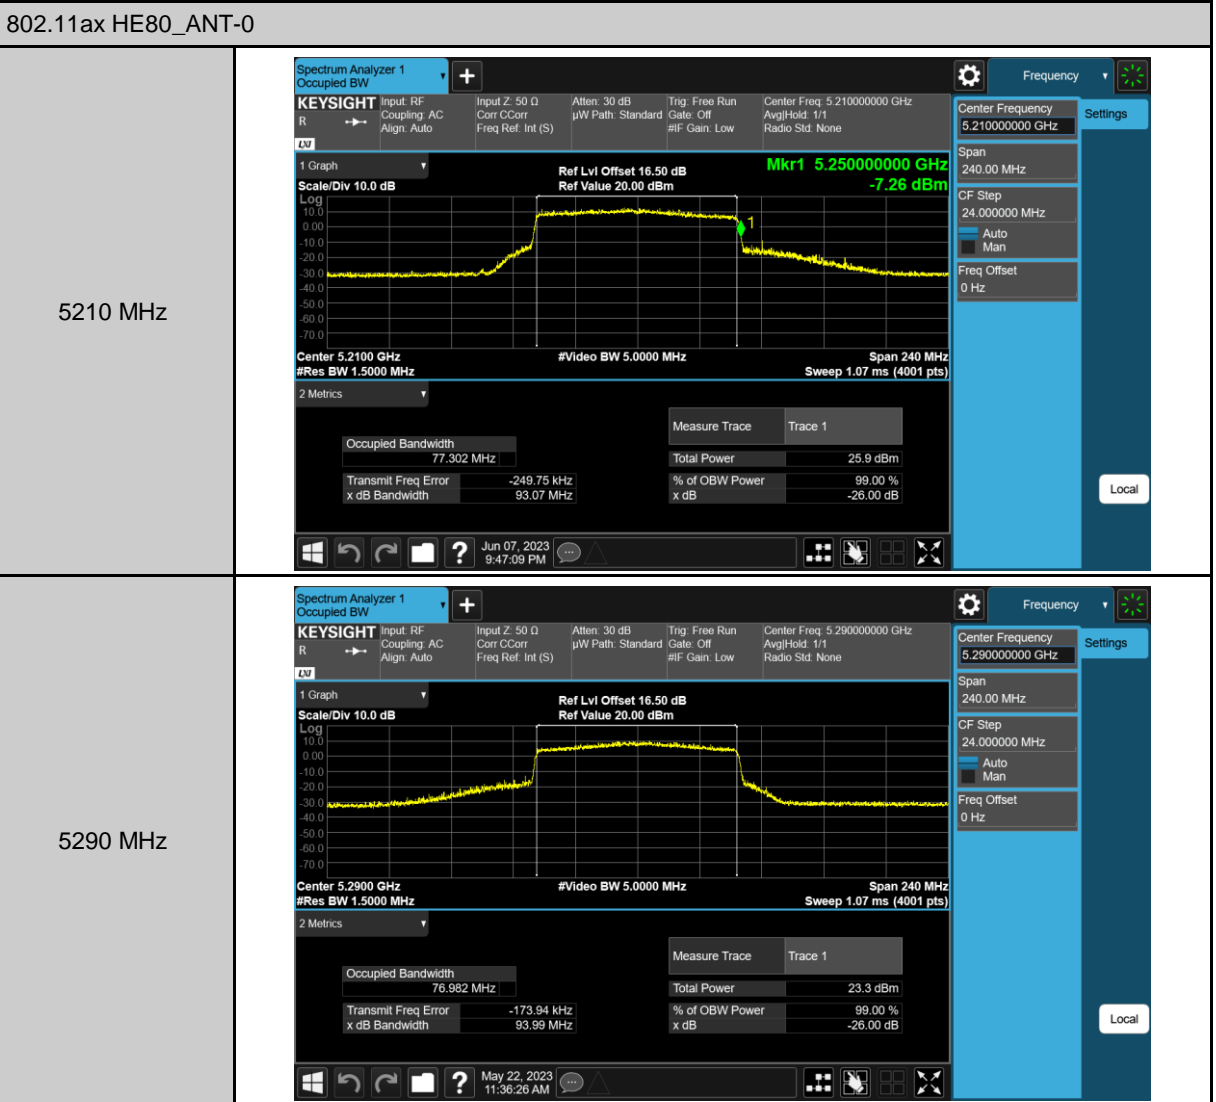 802.11ax HE80_ANT-0
5210 MHz
Spectrum Analyzer 1
Occupied BW
Frequency
KEYSIGHT
R
LXI
Input: RF
Coupling: AC
Align: Auto
Input Z: 50 Ω
Corr CCorr
Freq Ref: Int (S)
Atten: 30 dB
µW Path: Standard
Trig: Free Run
Gate: Off
#IF Gain: Low
Center Freq: 5.210000000 GHz
Avg|Hold: 1/1
Radio Std: None
Center Frequency
5.210000000 GHz
Settings
Span
240.00 MHz
CF Step
24.000000 MHz
Auto
Man
Freq Offset
0 Hz
Local
1 Graph
Scale/Div 10.0 dB
Ref Lvl Offset 16.50 dB
Ref Value 20.00 dBm
Mkr1 5.250000000 GHz
-7.26 dBm
Log
10.0
0.00
-10.0
-20.0
-30.0
-40.0
-50.0
-60.0
-70.0
1
Center 5.2100 GHz
#Res BW 1.5000 MHz
#Video BW 5.0000 MHz
Span 240 MHz
Sweep 1.07 ms (4001 pts)
2 Metrics
Measure Trace Trace 1
Occupied Bandwidth
77.302 MHz
Total Power 25.9 dBm
Transmit Freq Error -249.75 kHz
% of OBW Power 99.00 %
x dB Bandwidth 93.07 MHz
x dB -26.00 dB
?
Jun 07, 2023
9:47:09 PM
5290 MHz
Spectrum Analyzer 1
Occupied BW
Frequency
KEYSIGHT
R
LXI
Input: RF
Coupling: AC
Align: Auto
Input Z: 50 Ω
Corr CCorr
Freq Ref: Int (S)
Atten: 30 dB
µW Path: Standard
Trig: Free Run
Gate: Off
#IF Gain: Low
Center Freq: 5.290000000 GHz
Avg|Hold: 1/1
Radio Std: None
Center Frequency
5.290000000 GHz
Settings
Span
240.00 MHz
CF Step
24.000000 MHz
Auto
Man
Freq Offset
0 Hz
Local
1 Graph
Scale/Div 10.0 dB
Ref Lvl Offset 16.50 dB
Ref Value 20.00 dBm
Log
10.0
0.00
-10.0
-20.0
-30.0
-40.0
-50.0
-60.0
-70.0
Center 5.2900 GHz
#Res BW 1.5000 MHz
#Video BW 5.0000 MHz
Span 240 MHz
Sweep 1.07 ms (4001 pts)
2 Metrics
Measure Trace Trace 1
Occupied Bandwidth
76.982 MHz
Total Power 23.3 dBm
Transmit Freq Error -173.94 kHz
% of OBW Power 99.00 %
x dB Bandwidth 93.99 MHz
x dB -26.00 dB
?
May 22, 2023
11:36:26 AM